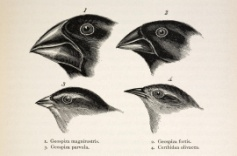 1
2
3
4
1. Geospiza magnirostris. 2. Geospiza fortis.
3. Geospiza parvula. 4. Certhidea olivacea.